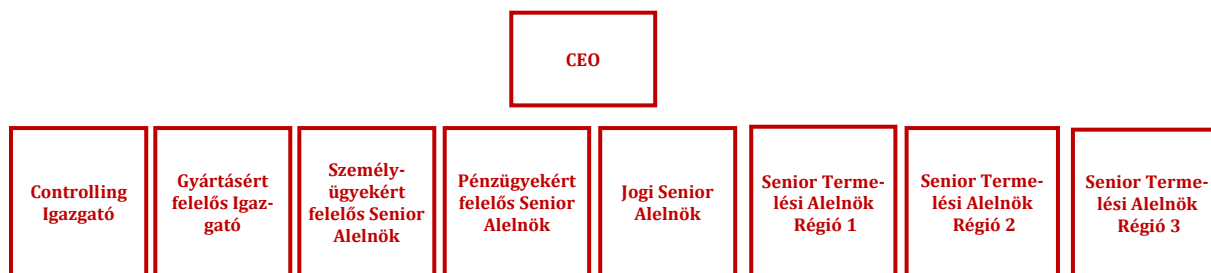 CEO
Controlling
Igazgató
Gyártásért
felelős Igaz-
gató
Személy-
ügyekért
felelős Senior
Alelnök
Pénzügyekért
felelős Senior
Alelnök
Jogi Senior
Alelnök
Senior Terme-
lési Alelnök
Régió 1
Senior Terme-
lési Alelnök
Régió 2
Senior Terme-
lési Alelnök
Régió 3